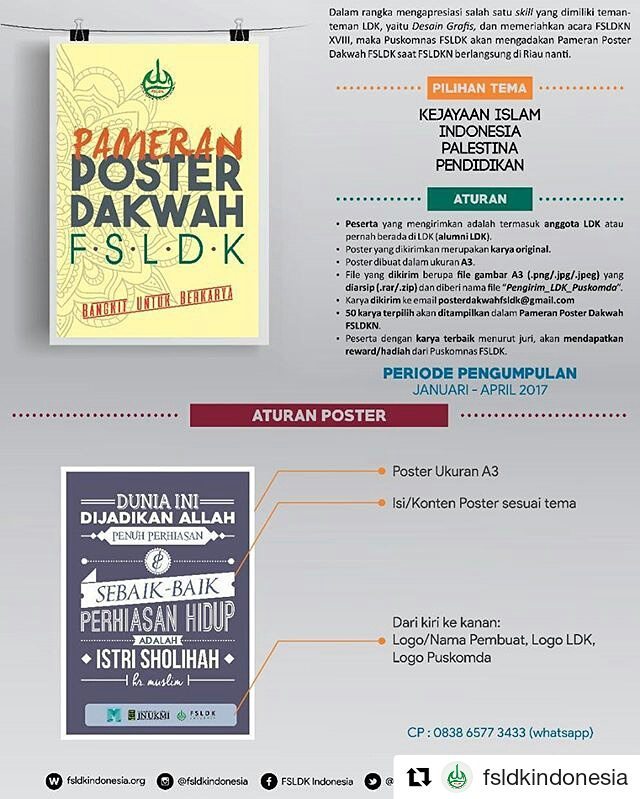 FSLDK
PAMERAN
POSTER
DAKWAH
F·S·L·D·K
BANGKIT UNTUK BERKARYA
Dalam rangka mengapresiasi salah satu skill yang dimiliki teman-
teman LDK, yaitu Desain Grafis, dan memeriahkan acara FSLDKN
XVIII, maka Puskomnas FSLDK akan mengadakan Pameran Poster
Dakwah FSLDK saat FSLDKN berlangsung di Riau nanti.
PILIHAN TEMA
KEJAYAAN ISLAM
INDONESIA
PALESTINA
PENDIDIKAN
ATURAN
• Peserta yang mengirimkan adalah termasuk anggota LDK atau
pernah berada di LDK (alumni LDK).
• Poster yang dikirimkan merupakan karya original.
• Poster dibuat dalam ukuran A3.
• File yang dikirim berupa file gambar A3 (.png/.jpg/.jpeg) yang
diarsip (.rar/.zip) dan diberi nama file "Pengirim_LDK_Puskomda".
• Karya dikirim ke email posterdakwahfsldk@gmail.com
• 50 karya terpilih akan ditampilkan dalam Pameran Poster Dakwah
FSLDKN.
• Peserta dengan karya terbaik menurut juri, akan mendapatkan
reward/hadiah dari Puskomnas FSLDK.
PERIODE PENGUMPULAN
JANUARI - APRIL 2017
ATURAN POSTER
DUNIA INI
DIJADIKAN ALLAH
PENUH PERHIASAN
&
SEBAIK-BAIK
PERHIASAN HIDUP
ADALAH
ISTRI SHOLIHAH
hr. muslim
INUKMI
FSLDK
Poster Ukuran A3
Isi/Konten Poster sesuai tema
Dari kiri ke kanan:
Logo/Nama Pembuat, Logo LDK,
Logo Puskomda
CP : 0838 6577 3433 (whatsapp)
fsldkindonesia.org
@fsldkindonesia
FSLDK Indonesia
@
fsldkindonesia